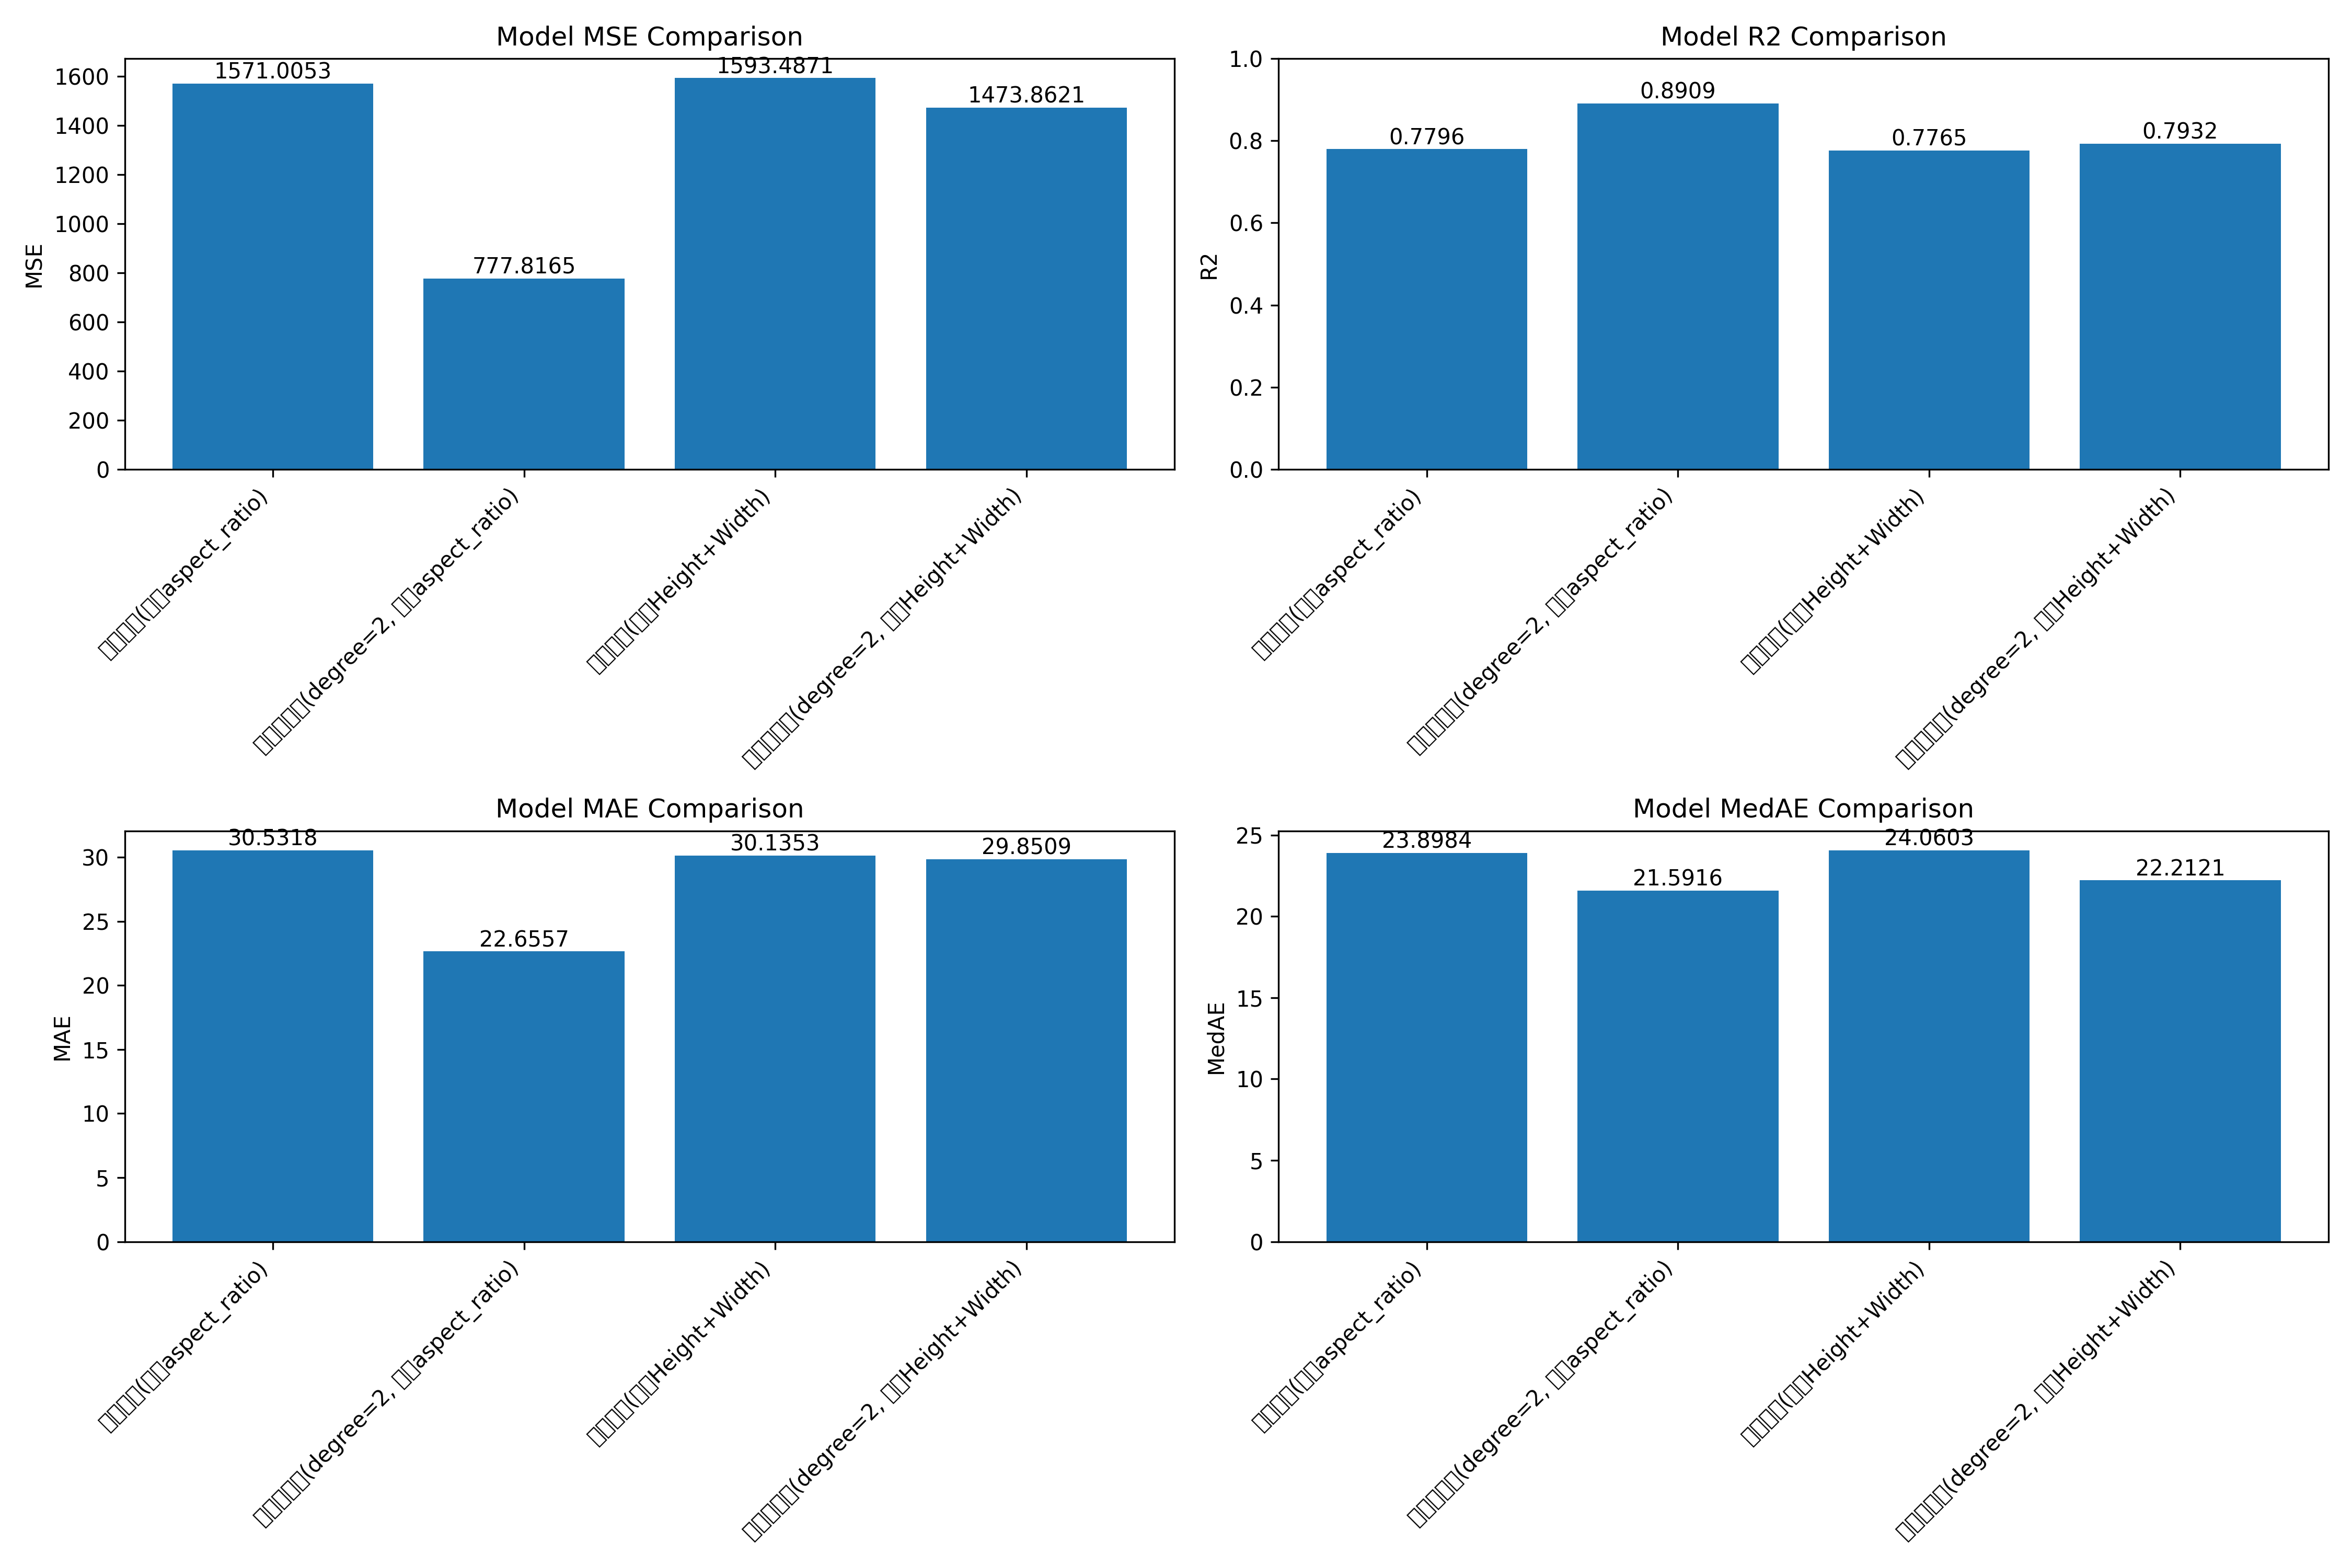 Model MSE Comparison
MSE
1600
1400
1200
1000
800
600
400
200
0
1571.0053
777.8165
1593.4871
1473.8621
(aspect_ratio)
(degree=2, aspect_ratio)
(Height+Width)
(degree=2, Height+Width)
Model R2 Comparison
R2
1.0
0.8
0.6
0.4
0.2
0.0
0.7796
0.8909
0.7765
0.7932
(aspect_ratio)
(degree=2, aspect_ratio)
(Height+Width)
(degree=2, Height+Width)
Model MAE Comparison
MAE
30
25
20
15
10
5
0
30.5318
22.6557
30.1353
29.8509
(aspect_ratio)
(degree=2, aspect_ratio)
(Height+Width)
(degree=2, Height+Width)
Model MedAE Comparison
MedAE
25
20
15
10
5
0
23.8984
21.5916
24.0603
22.2121
(aspect_ratio)
(degree=2, aspect_ratio)
(Height+Width)
(degree=2, Height+Width)